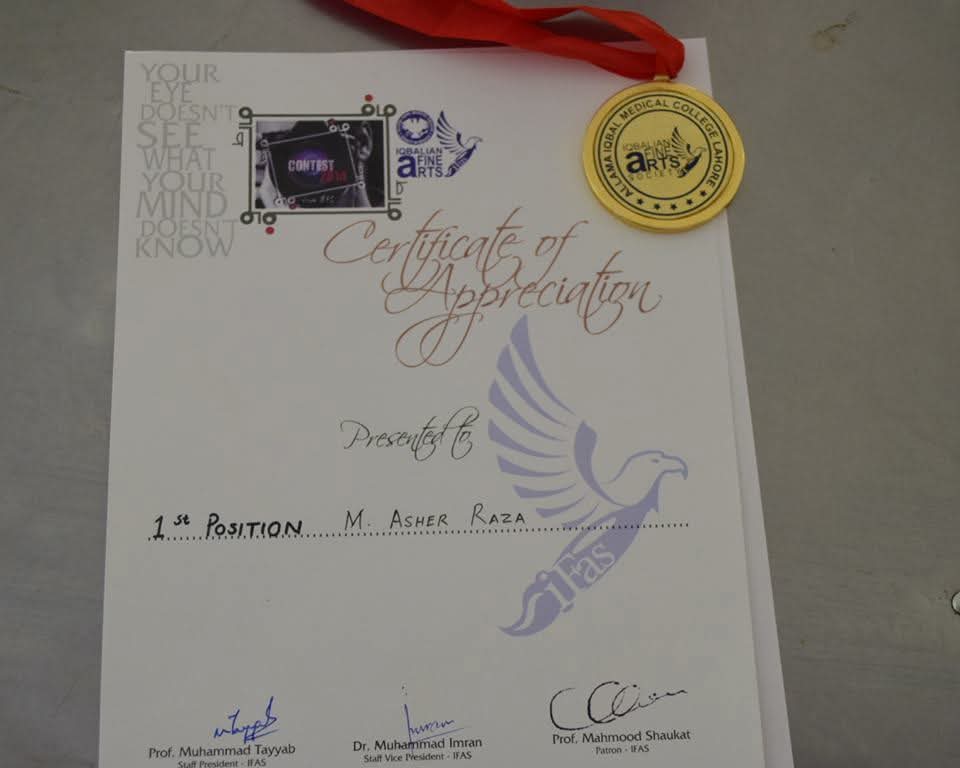 YOUR
EYE
DOESN'T
SEE
WHAT
YOUR
MIND
DOESN'T
KNOW
CONTEST
IQBALIAN
FINE
ARTS
ALLAMA IQBAL MEDICAL COLLEGE LAHORE
IQBALIAN
FINE
ARTS
SOCIETY
Certificate of
Appreciation
Presented to
1st POSITION M. ASHER RAZA
iFas
Prof. Muhammad Tayyab
Staff President - IFAS
Dr. Muhammad Imran
Staff Vice President - IFAS
Prof. Mahmood Shaukat
Patron - IFAS